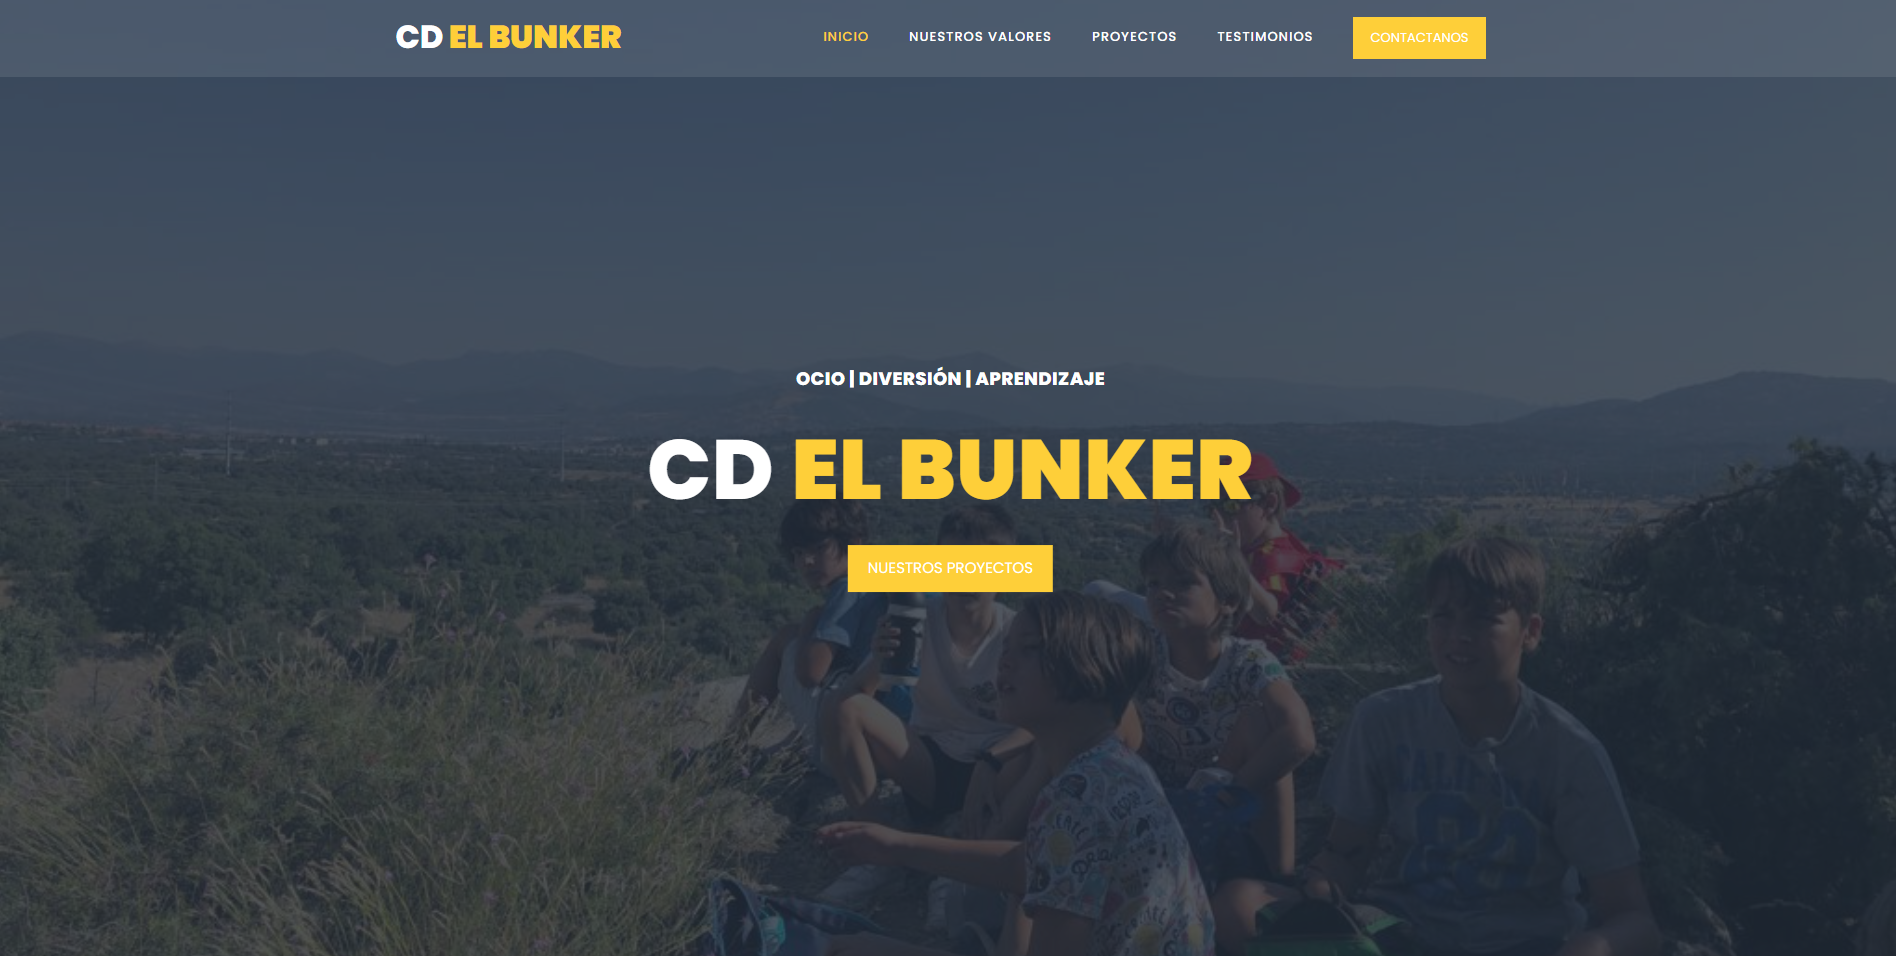 CD EL BUNKER
INICIO
NUESTROS VALORES
PROYECTOS
TESTIMONIOS
CONTACTANOS
OCIO | DIVERSIÓN | APRENDIZAJE
CD EL BUNKER
NUESTROS PROYECTOS